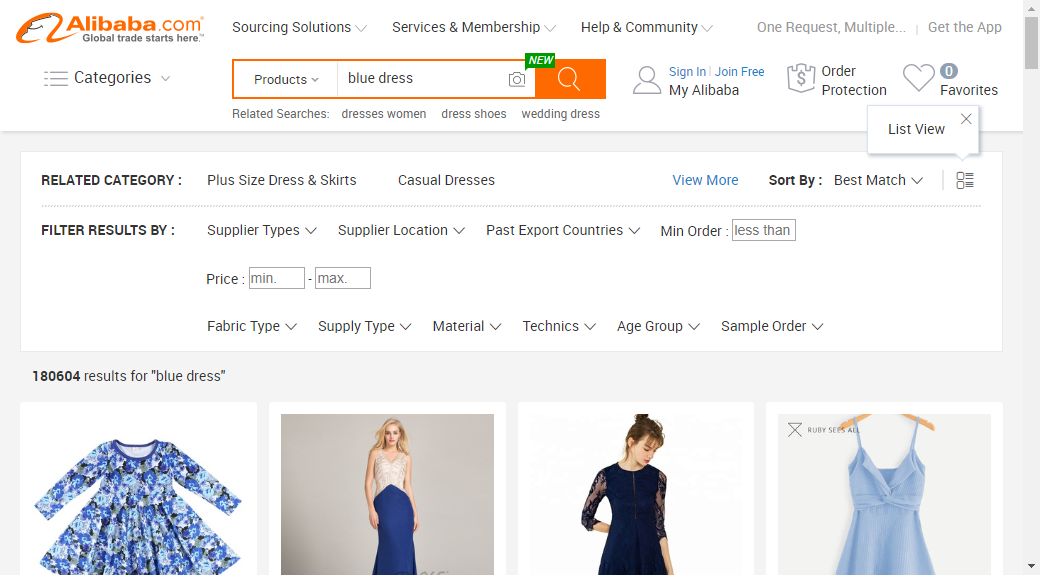 Alibaba.com
Global trade starts here.™
Sourcing Solutions
Services & Membership
Help & Community
One Request, Multiple...
Get the App
Categories
Products
blue dress
NEW
Sign In | Join Free
My Alibaba
Order
Protection
0
Favorites
Related Searches: dresses women dress shoes wedding dress
List View
RELATED CATEGORY : Plus Size Dress & Skirts Casual Dresses View More Sort By : Best Match
FILTER RESULTS BY : Supplier Types Supplier Location Past Export Countries Min Order : less than
Price : min. - max.
Fabric Type Supply Type Material Technics Age Group Sample Order
180604 results for "blue dress"
RUBY SEES ALL